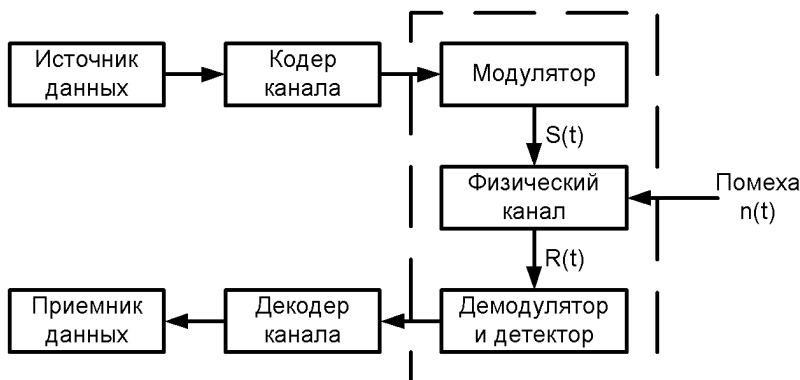 Источник
данных
Кодер
канала
Модулятор
S(t)
Физический
канал
Помеха
n(t)
R(t)
Приемник
данных
Декодер
канала
Демодулятор
и детектор